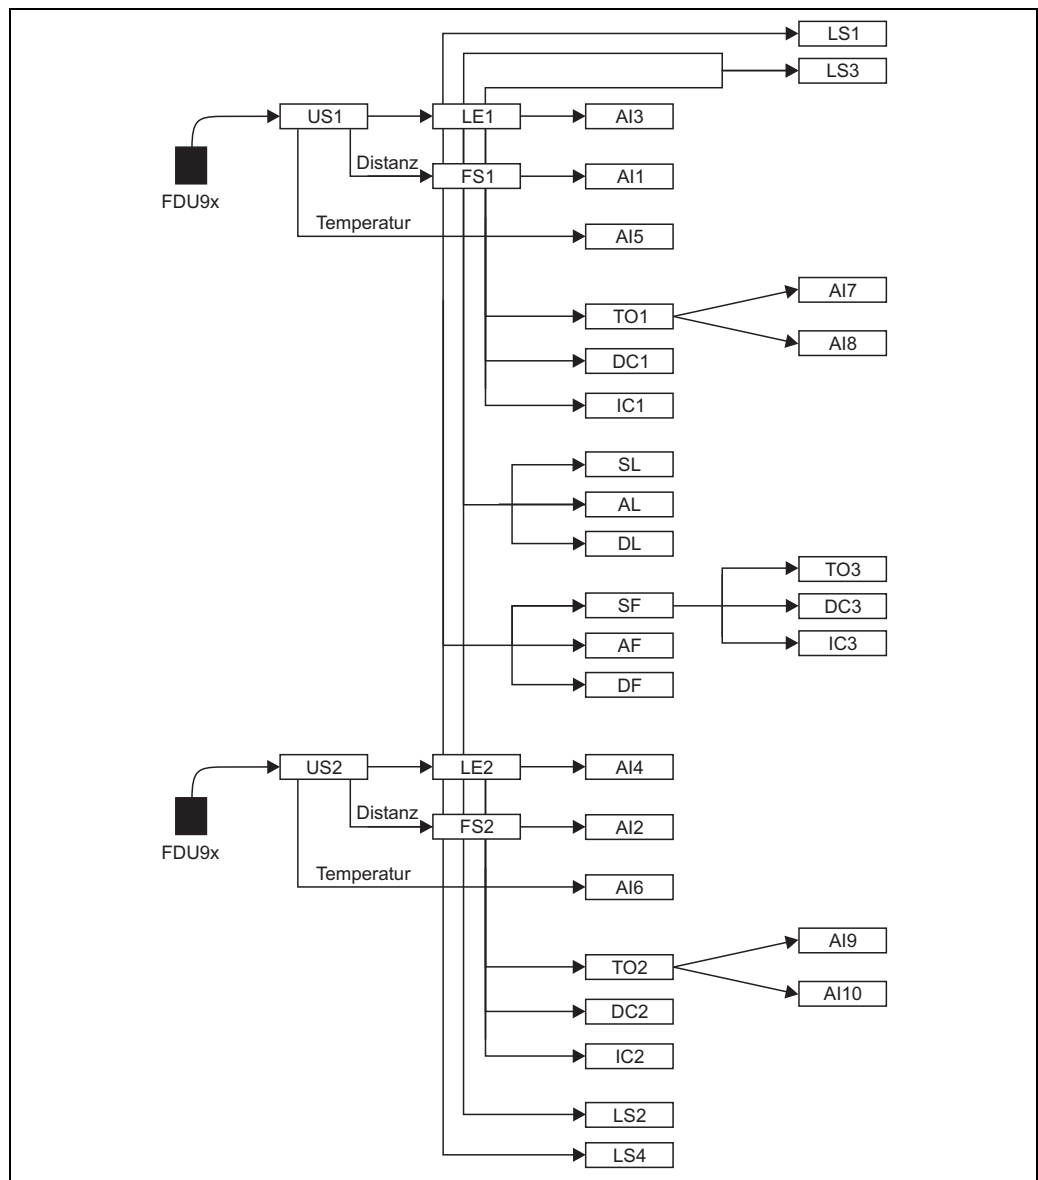 LS1
LS3
US1
LE1
AI3
Distanz
FS1
AI1
FDU9x
Temperatur
AI5
AI7
TO1
AI8
DC1
IC1
SL
AL
DL
TO3
SF
DC3
AF
IC3
DF
US2
LE2
AI4
Distanz
FS2
AI2
FDU9x
Temperatur
AI6
AI9
TO2
AI10
DC2
IC2
LS2
LS4